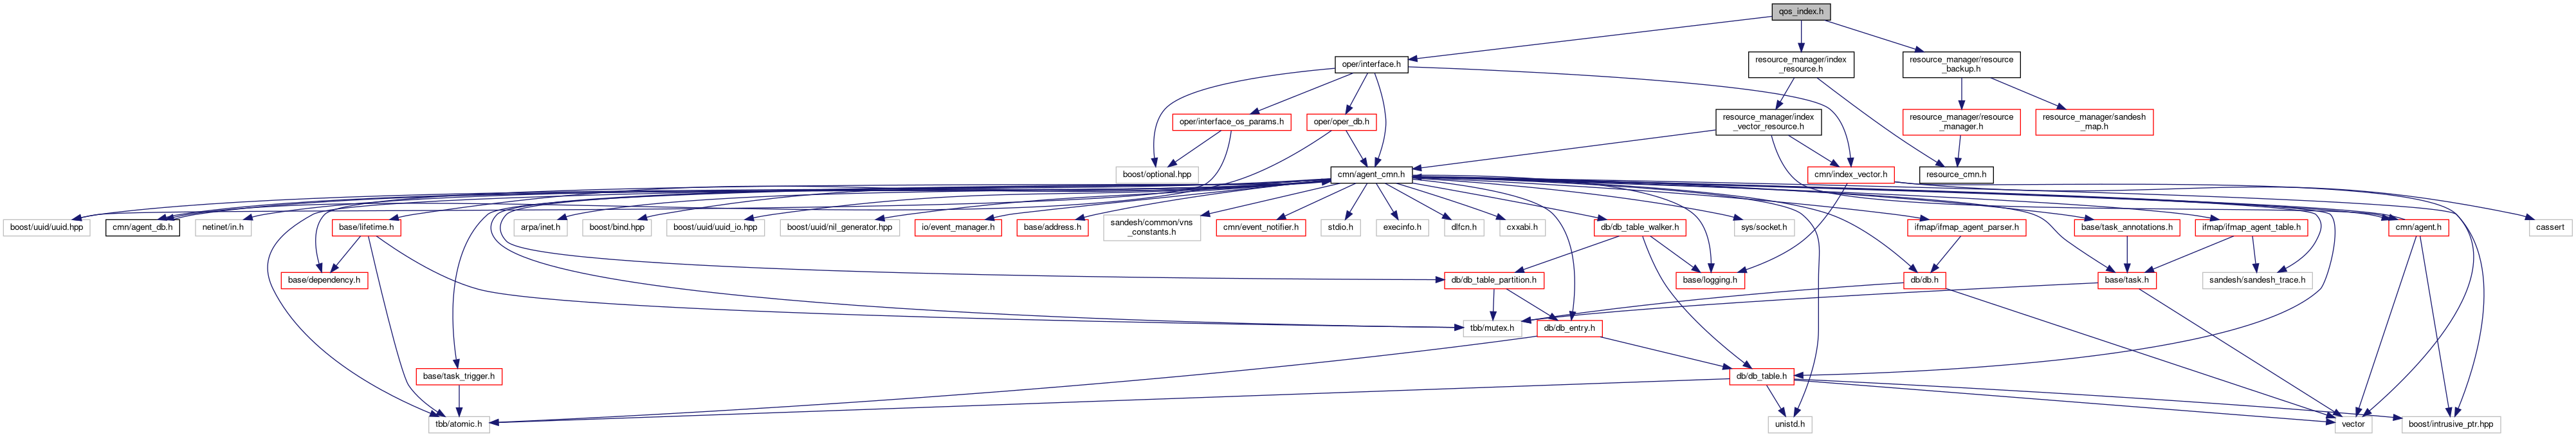 qos_index.h
oper/interface.h
resource_manager/index
_resource.h
resource_manager/resource
_backup.h
oper/interface_os_params.h
oper/oper_db.h
resource_manager/index
_vector_resource.h
resource_manager/resource
_manager.h
resource_manager/sandesh
_map.h
boost/optional.hpp
cmn/agent_cmn.h
cmn/index_vector.h
resource_cmn.h
boost/uuid/uuid.hpp
cmn/agent_db.h
netinet/in.h
base/lifetime.h
arpa/inet.h
boost/bind.hpp
boost/uuid/uuid_io.hpp
boost/uuid/nil_generator.hpp
io/event_manager.h
base/address.h
sandesh/common/vns
_constants.h
cmn/event_notifier.h
stdio.h
execinfo.h
dlfcn.h
cxxabi.h
db/db_table_walker.h
sys/socket.h
ifmap/ifmap_agent_parser.h
base/task_annotations.h
ifmap/ifmap_agent_table.h
cmn/agent.h
cassert
base/dependency.h
db/db_table_partition.h
base/logging.h
db/db.h
base/task.h
sandesh/sandesh_trace.h
tbb/mutex.h
db/db_entry.h
base/task_trigger.h
db/db_table.h
tbb/atomic.h
unistd.h
vector
boost/intrusive_ptr.hpp